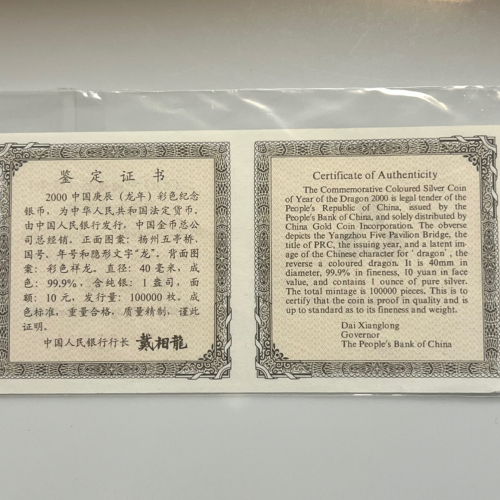 鉴定证书
2000 中国庚辰（龙年）彩色纪念
银币，为中华人民共和国法定货币，
由中国人民银行发行，中国金币总公
司总经销。正面图案：扬州五亭桥、
国号、年号和隐形文字"龙"。背面图
案：彩色祥龙。直径：40 毫米，成
色：99.9%，含纯银：1 盎司，面
额：10 元，发行量：100000 枚。成
色标准，重量合格，质量精制，谨此
证明。
中国人民银行行长 戴相龍
Certificate of Authenticity
The Commemorative Coloured Silver Coin
of Year of the Dragon 2000 is legal tender of the
People's Republic of China, issued by the
People's Bank of China, and solely distributed by
China Gold Coin Incorporation. The obverse
depicts the Yangzhou Five Pavilion Bridge, the
title of PRC, the issuing year, and a latent im
age of the Chinese character for ' dragon' , the
reverse a coloured dragon. It is 40mm in
diameter, 99.9% in fineness, 10 yuan in face
value, and contains 1 ounce of pure silver.
The total mintage is 100000 pieces. This is to
certify that the coin is proof in quality and is
up to standard as to its fineness and weight.
Dai Xianglong
Governor
The People's Bank of China